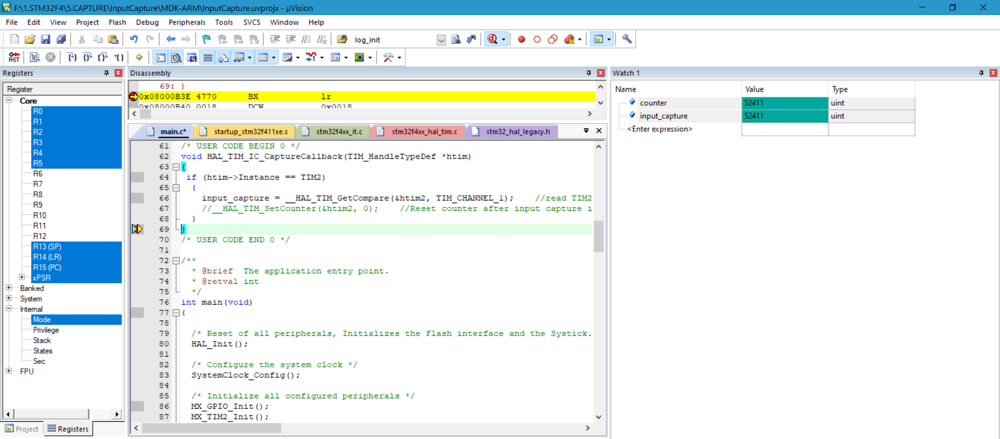 F:\1.STM32F4\5.CAPTURE\InputCapture\MDK-ARM\InputCapture.uvprojx - µVision
File Edit View Project Flash Debug Peripherals Tools SVCS Window Help
log_init
RST
Registers
Register
Core
R0
R1
R2
R3
R4
R5
R6
R7
R8
R9
R10
R11
R12
R13 (SP)
R14 (LR)
R15 (PC)
xPSR
Banked
System
Internal
Mode
Privilege
Stack
States
Sec
FPU
Project Registers
Disassembly
69: }
0x08000B3E 4770 BX lr
0x08000B40 0018 DCW 0x0018
main.c* startup_stm32f411xe.s stm32f4xx_it.c stm32f4xx_hal_tim.c stm32_hal_legacy.h
61 /* USER CODE BEGIN 0 */
62 void HAL_TIM_IC_CaptureCallback(TIM_HandleTypeDef *htim)
63 {
64 if (htim->Instance == TIM2)
65 {
66 input_capture = __HAL_TIM_GetCompare(&htim2, TIM_CHANNEL_1); //read TIM2
67 //__HAL_TIM_SetCounter(&htim2, 0); //Reset counter after input capture i
68 }
69 }
70 /* USER CODE END 0 */
71
72 /**
73 * @brief The application entry point.
74 * @retval int
75 */
76 int main(void)
77 {
78
79 /* Reset of all peripherals, Initializes the Flash interface and the Systick.
80 HAL_Init();
81
82 /* Configure the system clock */
83 SystemClock_Config();
84
85 /* Initialize all configured peripherals */
86 MX_GPIO_Init();
87 MX_TIM2_Init();
Watch 1
Name Value Type
counter 52411 uint
input_capture 52411 uint
<Enter expression>